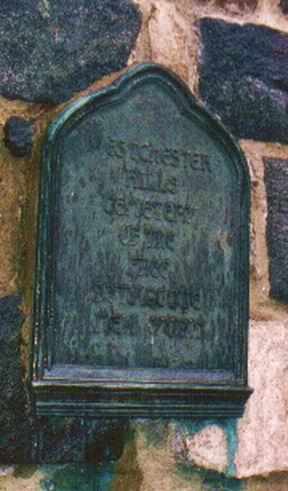 WESTCHESTER
HILLS
CEMETERY
OF THE
FREE
SYNAGOGUE
NEW YORK